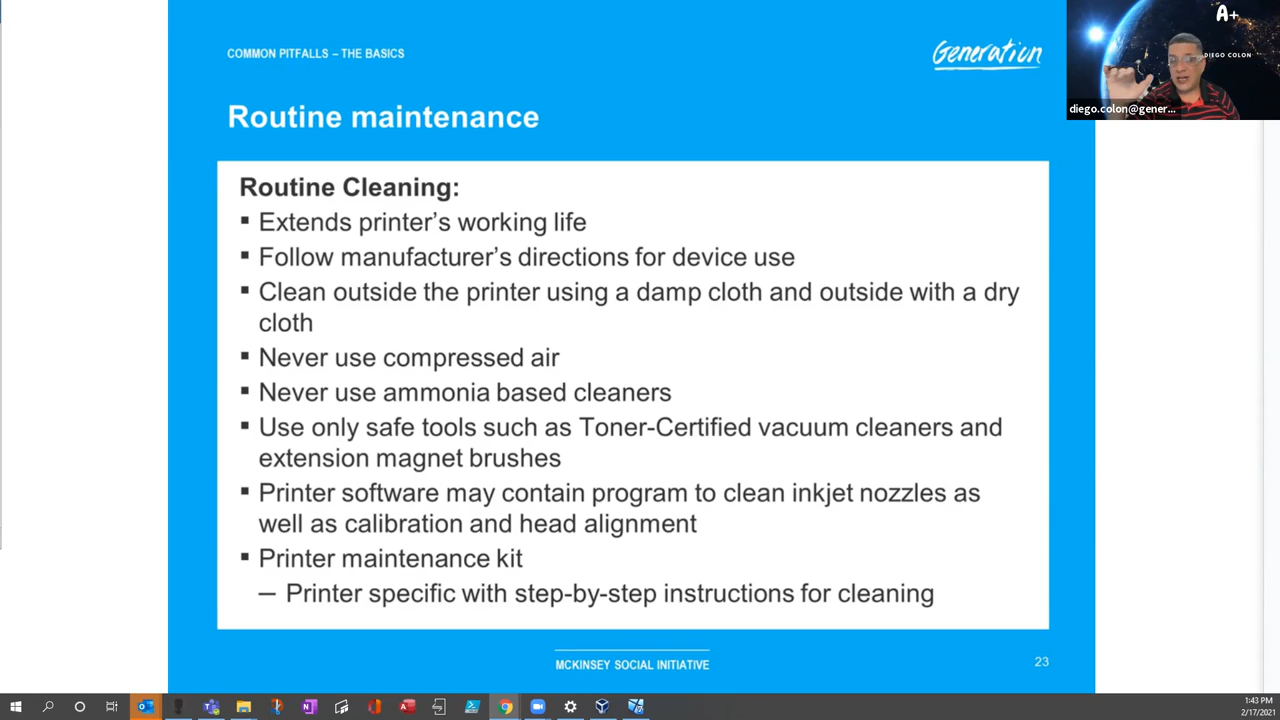 COMMON PITFALLS – THE BASICS
Generation
A+
DIEGO COLON
diego.colon@gener...
Routine maintenance
Routine Cleaning:
▪ Extends printer's working life
▪ Follow manufacturer's directions for device use
▪ Clean outside the printer using a damp cloth and outside with a dry
cloth
▪ Never use compressed air
▪ Never use ammonia based cleaners
▪ Use only safe tools such as Toner-Certified vacuum cleaners and
extension magnet brushes
▪ Printer software may contain program to clean inkjet nozzles as
well as calibration and head alignment
▪ Printer maintenance kit
– Printer specific with step-by-step instructions for cleaning
MCKINSEY SOCIAL INITIATIVE
23
1:43 PM
2/17/2021